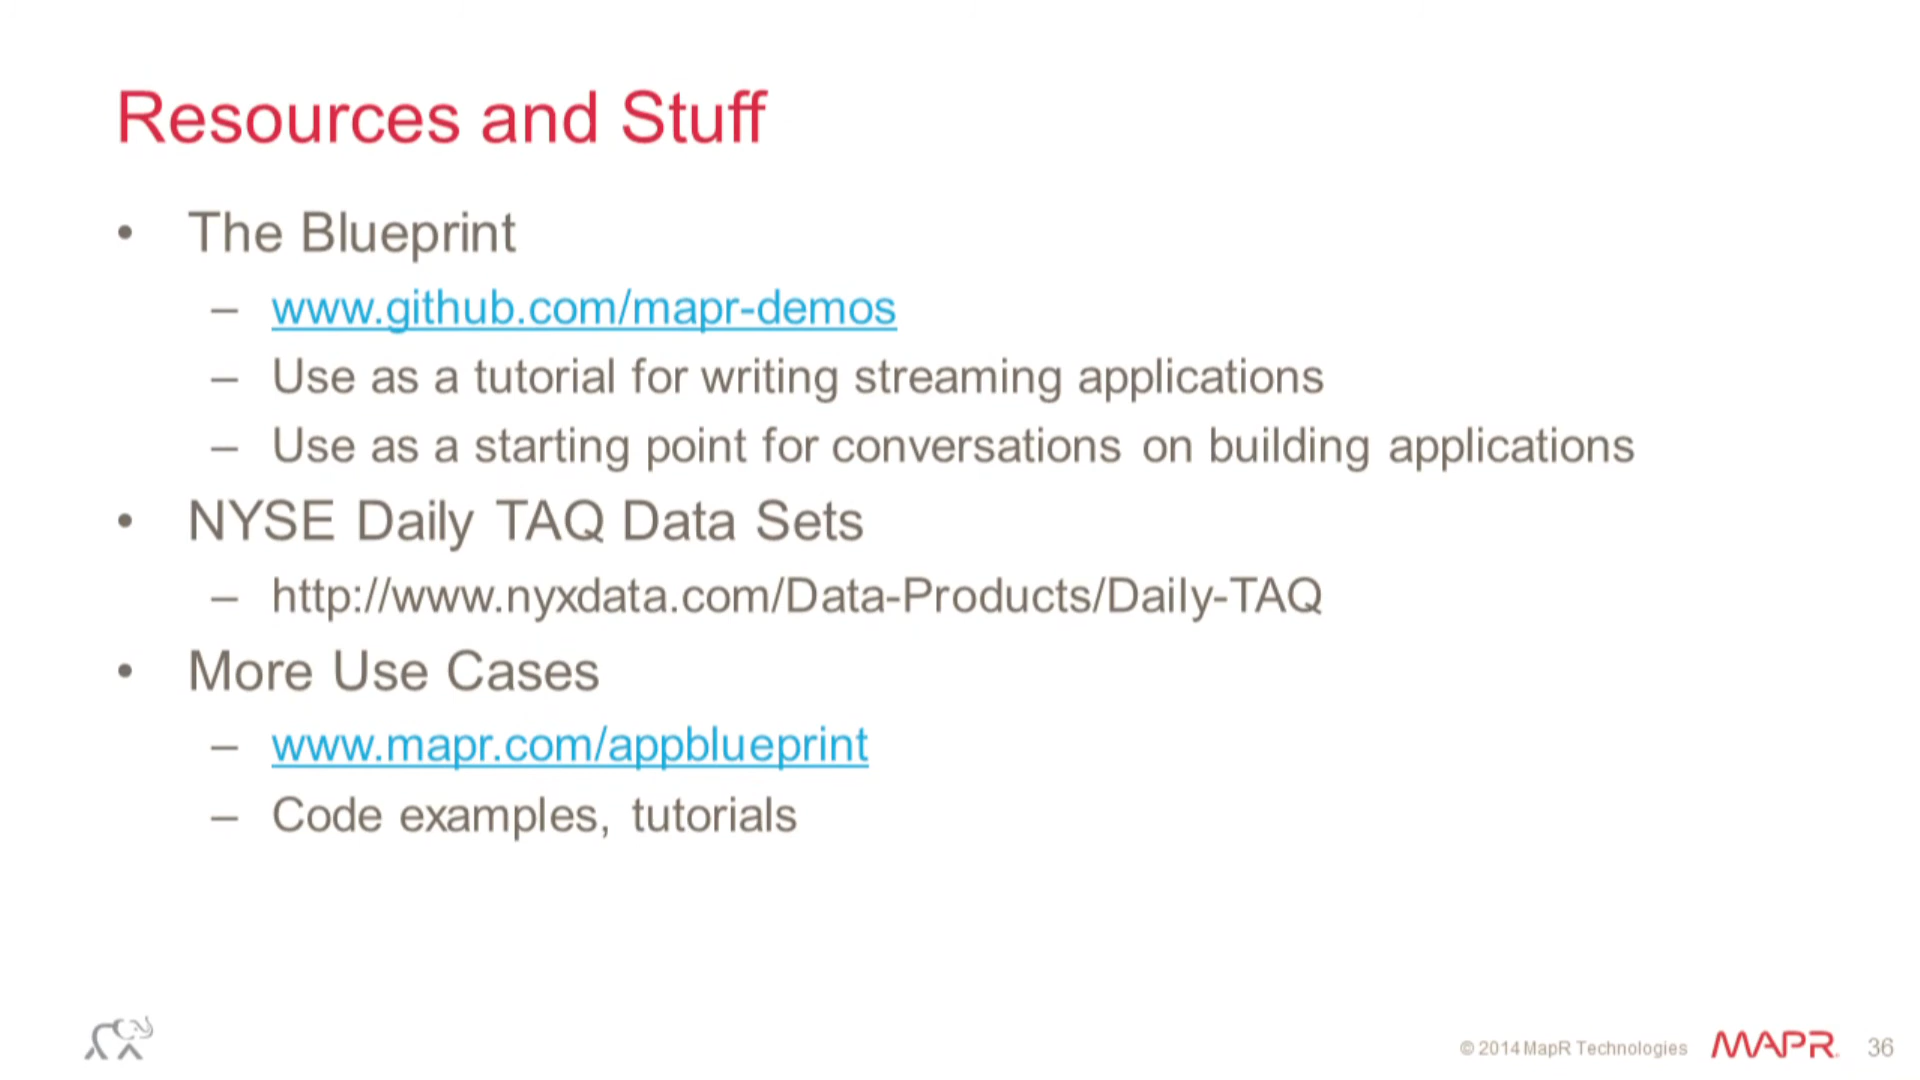 Resources and Stuff
• The Blueprint
– www.github.com/mapr-demos
– Use as a tutorial for writing streaming applications
– Use as a starting point for conversations on building applications
• NYSE Daily TAQ Data Sets
– http://www.nyxdata.com/Data-Products/Daily-TAQ
• More Use Cases
– www.mapr.com/appblueprint
– Code examples, tutorials
© 2014 MapR Technologies MAPR. 36